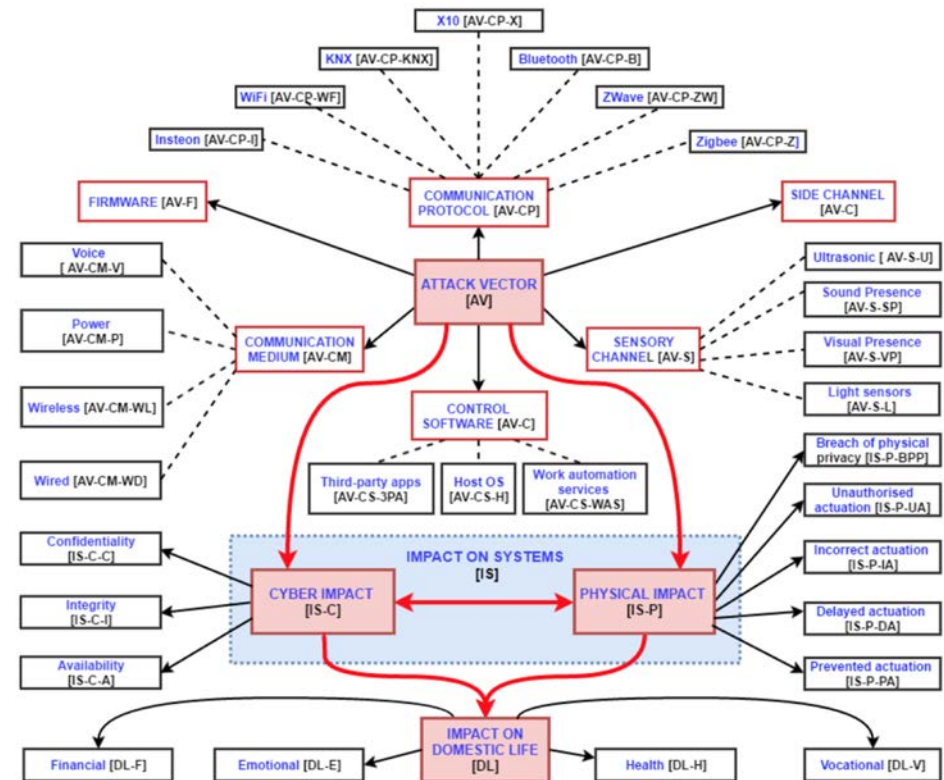 X10 [AV-CP-X]
KNX [AV-CP-KNX]
Bluetooth [AV-CP-B]
WiFi [AV-CP-WF]
ZWave [AV-CP-ZW]
Insteon [AV-CP-I]
Zigbee [AV-CP-Z]
FIRMWARE [AV-F]
COMMUNICATION
PROTOCOL [AV-CP]
SIDE CHANNEL
[AV-C]
Voice
[ AV-CM-V]
ATTACK VECTOR
[AV]
Ultrasonic [ AV-S-U]
Sound Presence
[AV-S-SP]
Power
[AV-CM-P]
COMMUNICATION
MEDIUM [AV-CM]
SENSORY
CHANNEL [AV-S]
Visual Presence
[AV-S-VP]
Wireless [AV-CM-WL]
CONTROL
SOFTWARE [AV-C]
Light sensors
[AV-S-L]
Wired [AV-CM-WD]
Third-party apps
[AV-CS-3PA]
Host OS
[AV-CS-H]
Work automation
services
[AV-CS-WAS]
Breach of physical
privacy [IS-P-BPP]
Unauthorised
actuation [IS-P-UA]
Confidentiality
[IS-C-C]
IMPACT ON SYSTEMS
[IS]
Incorrect actuation
[IS-P-IA]
Integrity
[IS-C-I]
CYBER IMPACT
[IS-C]
PHYSICAL IMPACT
[IS-P]
Delayed actuation
[IS-P-DA]
Availability
[IS-C-A]
Prevented actuation
[IS-P-PA]
IMPACT ON
DOMESTIC LIFE
[DL]
Financial [DL-F]
Emotional [DL-E]
Health [DL-H]
Vocational [DL-V]